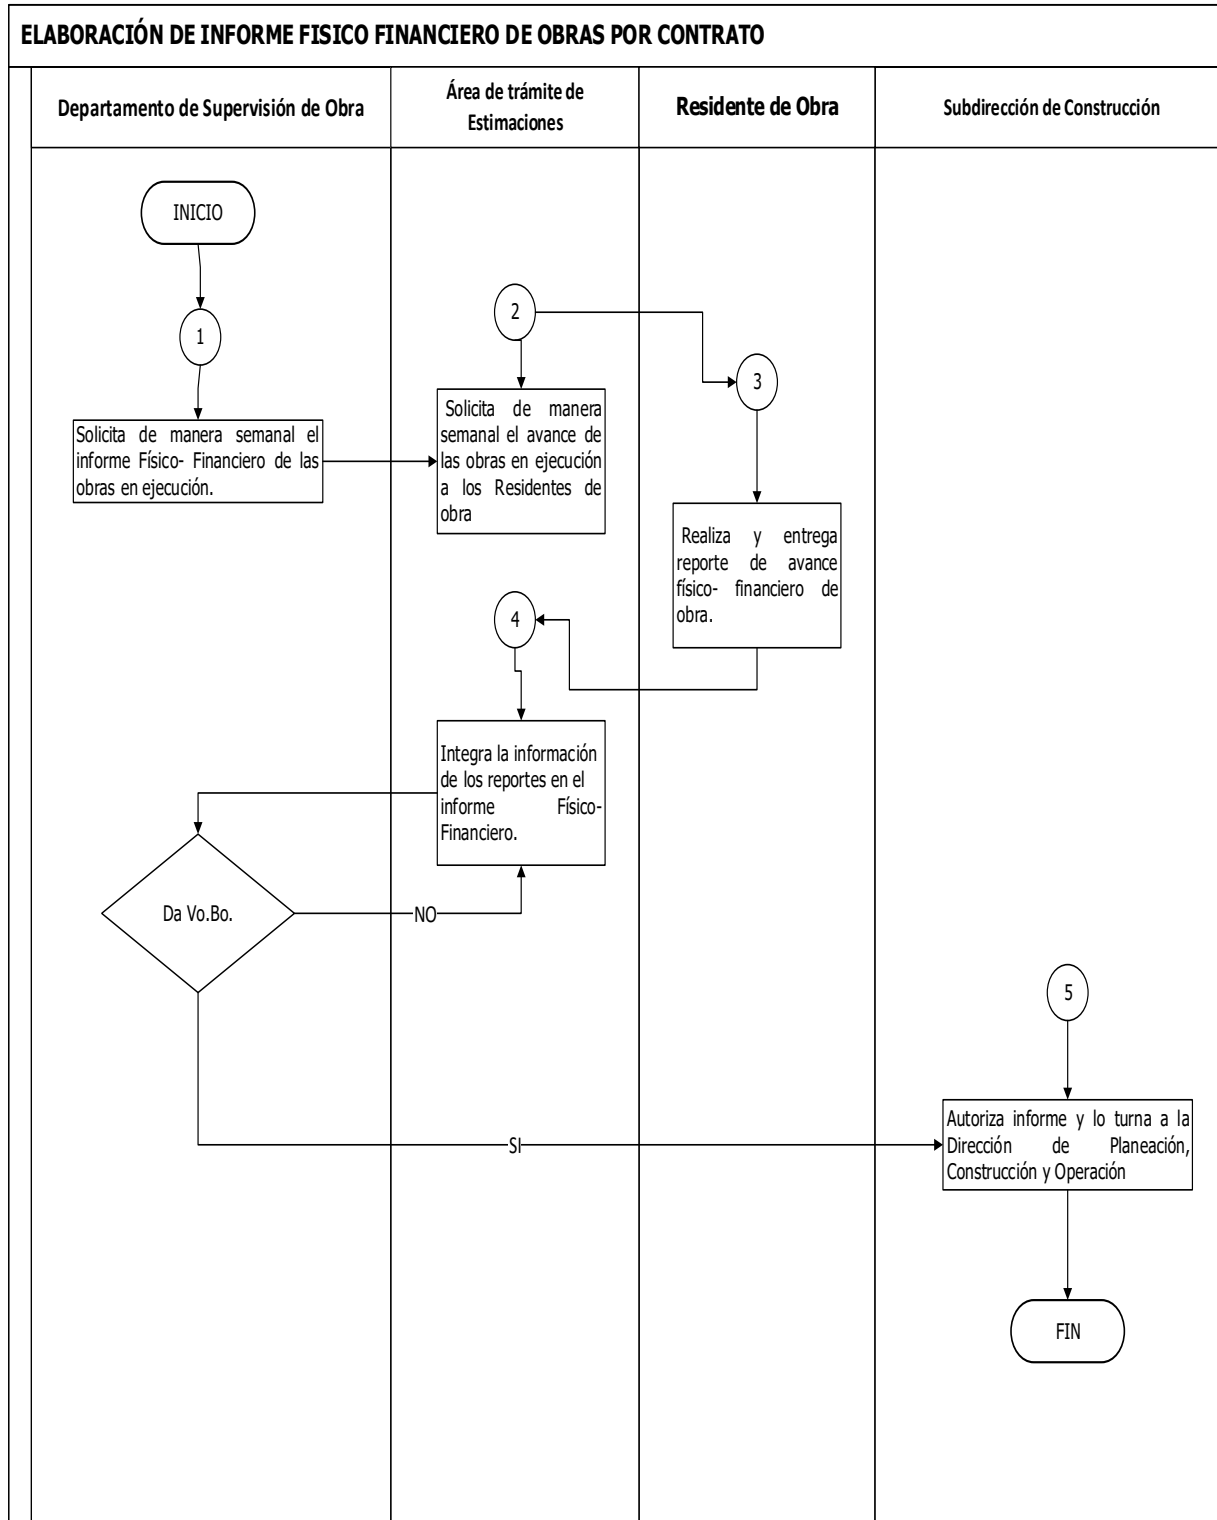 ELABORACIÓN DE INFORME FISICO FINANCIERO DE OBRAS POR CONTRATO
Departamento de Supervisión de Obra
Área de trámite de
Estimaciones
Residente de Obra
Subdirección de Construcción
INICIO
1
Solicita de manera semanal el
informe Físico- Financiero de las
obras en ejecución.
2
Solicita de manera
semanal el avance de
las obras en ejecución
a los Residentes de
obra
3
Realiza y entrega
reporte de avance
físico- financiero de
obra.
4
Integra la información
de los reportes en el
informe Físico-
Financiero.
Da Vo.Bo.
NO
SI
5
Autoriza informe y lo turna a la
Dirección de Planeación,
Construcción y Operación
FIN